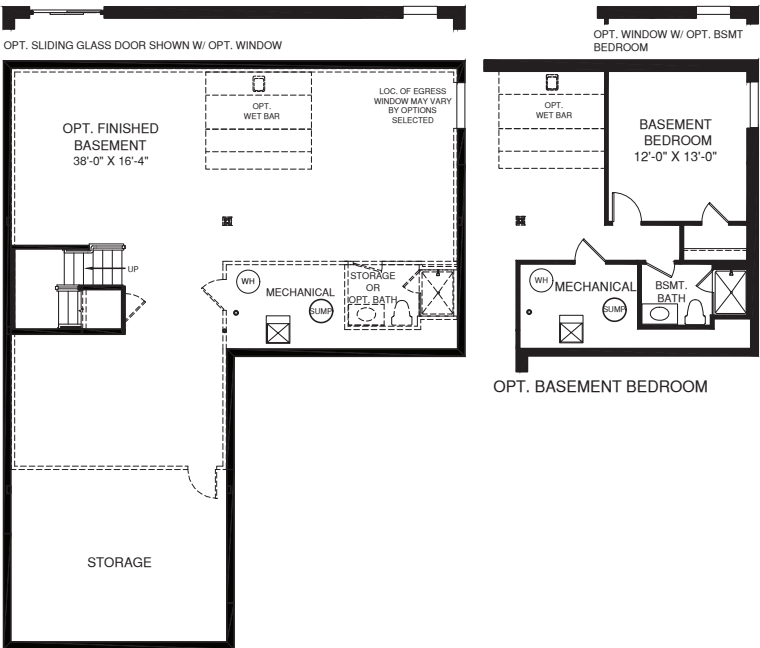 OPT. SLIDING GLASS DOOR SHOWN W/ OPT. WINDOW
OPT. WINDOW W/ OPT. BSMT
BEDROOM
OPT. FINISHED
BASEMENT
38'-0" X 16'-4"
OPT.
WET BAR
LOC. OF EGRESS
WINDOW MAY VARY
BY OPTIONS
SELECTED
UP
WH
MECHANICAL
SUMP
STORAGE
OR
OPT. BATH
STORAGE
OPT.
WET BAR
BASEMENT
BEDROOM
12'-0" X 13'-0"
WH
MECHANICAL
SUMP
BSMT.
BATH
OPT. BASEMENT BEDROOM